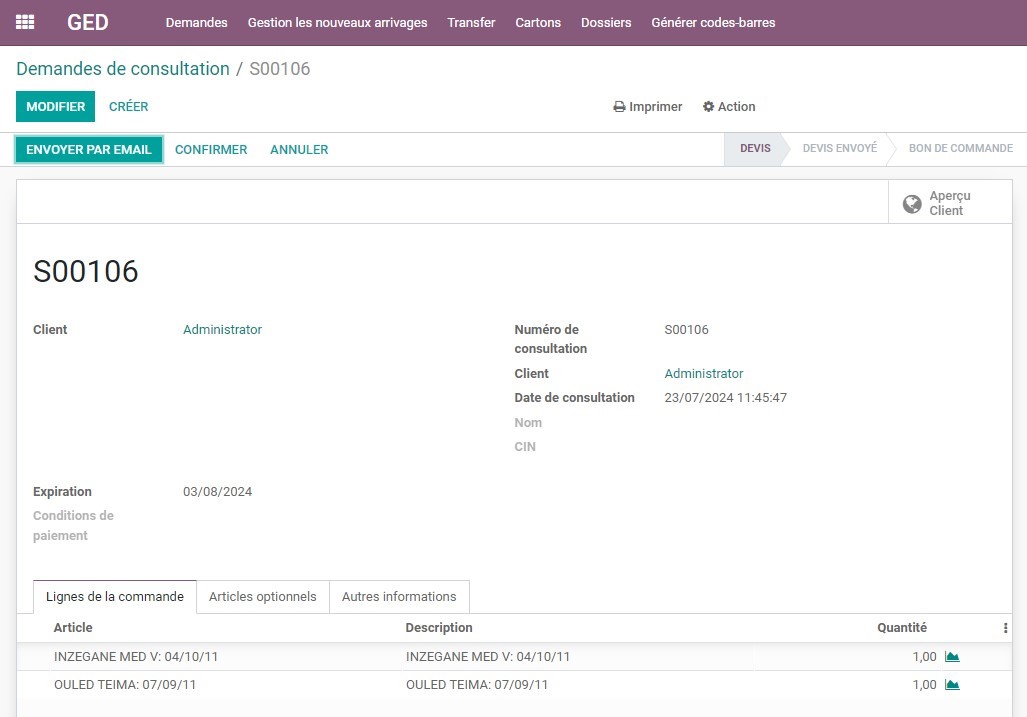 GED Demandes Gestion les nouveaux arrivages Transfer Cartons Dossiers Générer codes-barres
Demandes de consultation / S00106
MODIFIER CRÉER Imprimer Action
ENVOYER PAR EMAIL CONFIRMER ANNULER DEVIS DEVIS ENVOYÉ BON DE COMMANDE
Aperçu
Client
S00106
Client Administrator
Numéro de S00106
consultation
Client Administrator
Date de consultation 23/07/2024 11:45:47
Nom
CIN
Expiration 03/08/2024
Conditions de
paiement
Lignes de la commande Articles optionnels Autres informations
Article Description Quantité
INZEGANE MED V: 04/10/11 INZEGANE MED V: 04/10/11 1,00
OULED TEIMA: 07/09/11 OULED TEIMA: 07/09/11 1,00